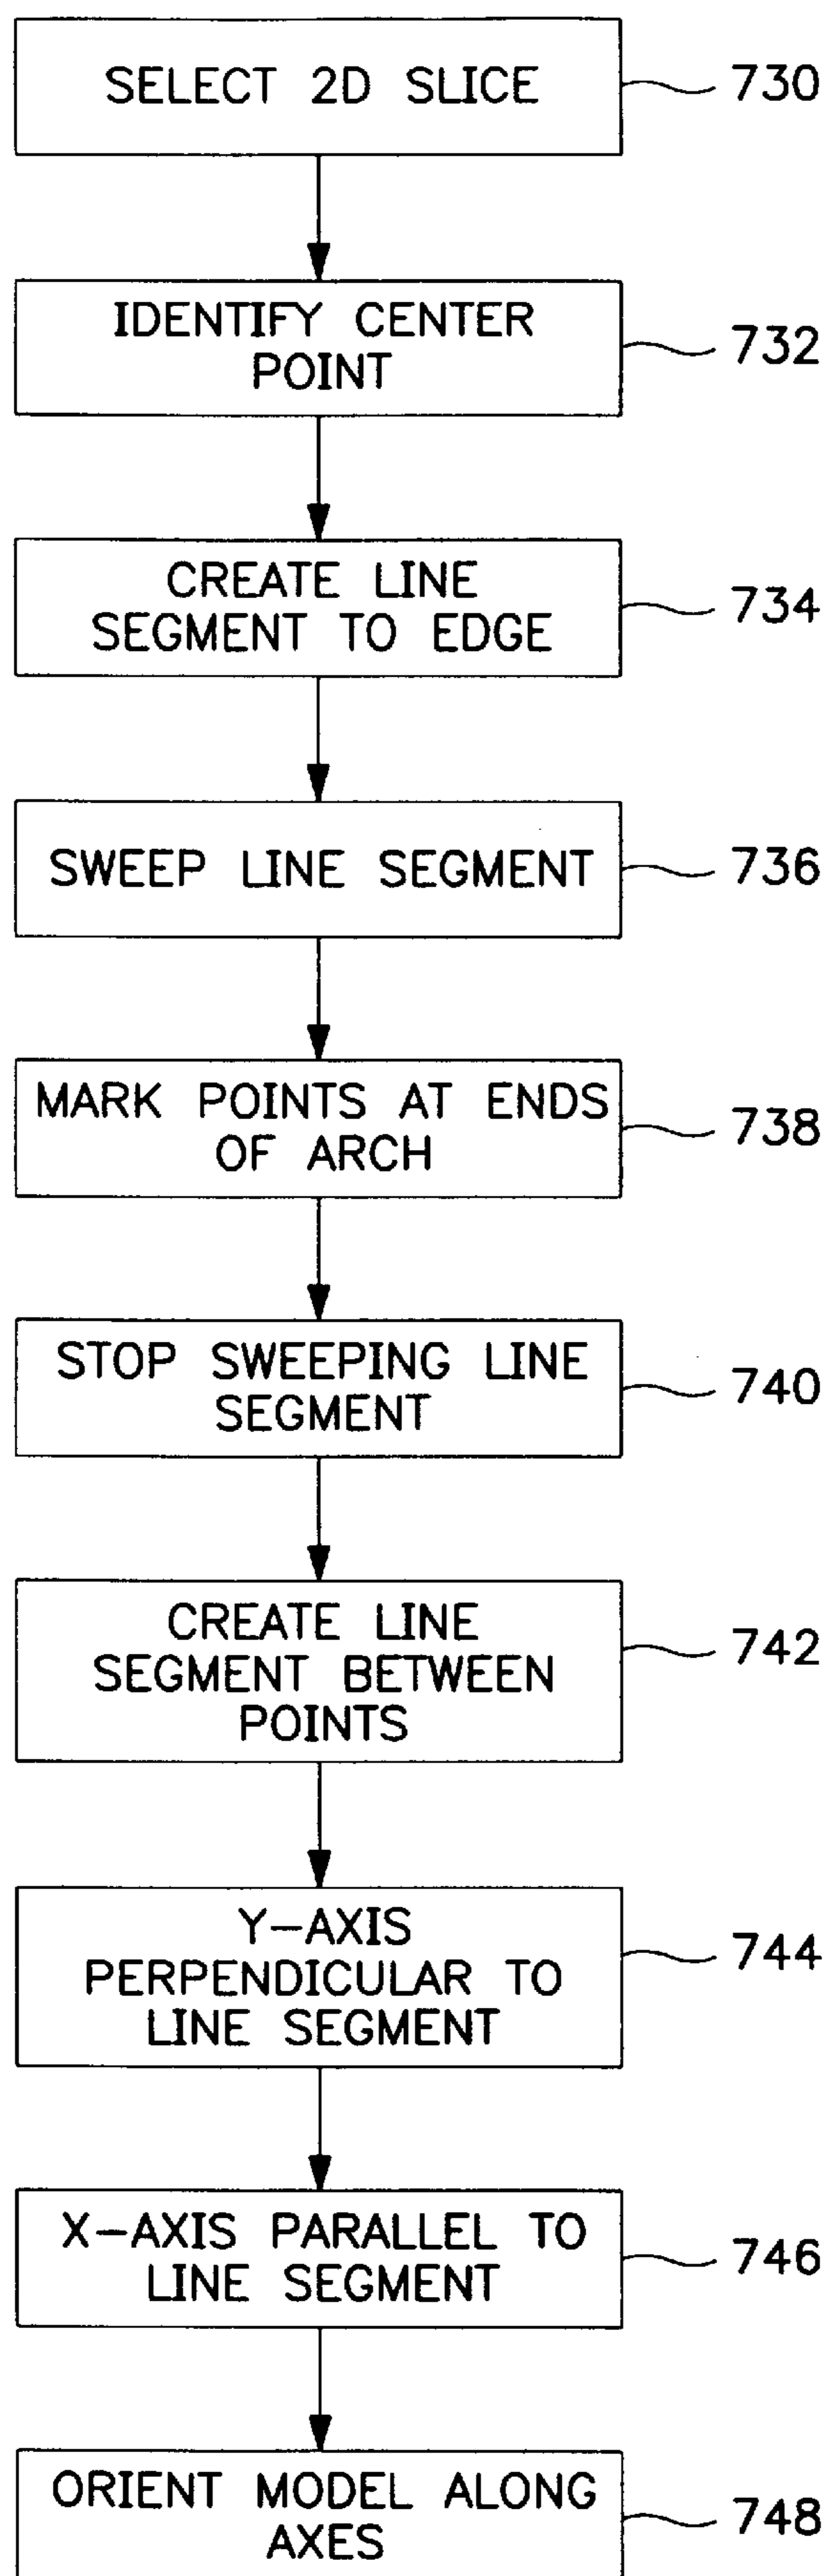 SELECT 2D SLICE
730
IDENTIFY CENTER
POINT
732
CREATE LINE
SEGMENT TO EDGE
734
SWEEP LINE SEGMENT
736
MARK POINTS AT ENDS
OF ARCH
738
STOP SWEEPING LINE
SEGMENT
740
CREATE LINE
SEGMENT BETWEEN
POINTS
742
Y-AXIS
PERPENDICULAR TO
LINE SEGMENT
744
X-AXIS PARALLEL TO
LINE SEGMENT
746
ORIENT MODEL ALONG
AXES
748